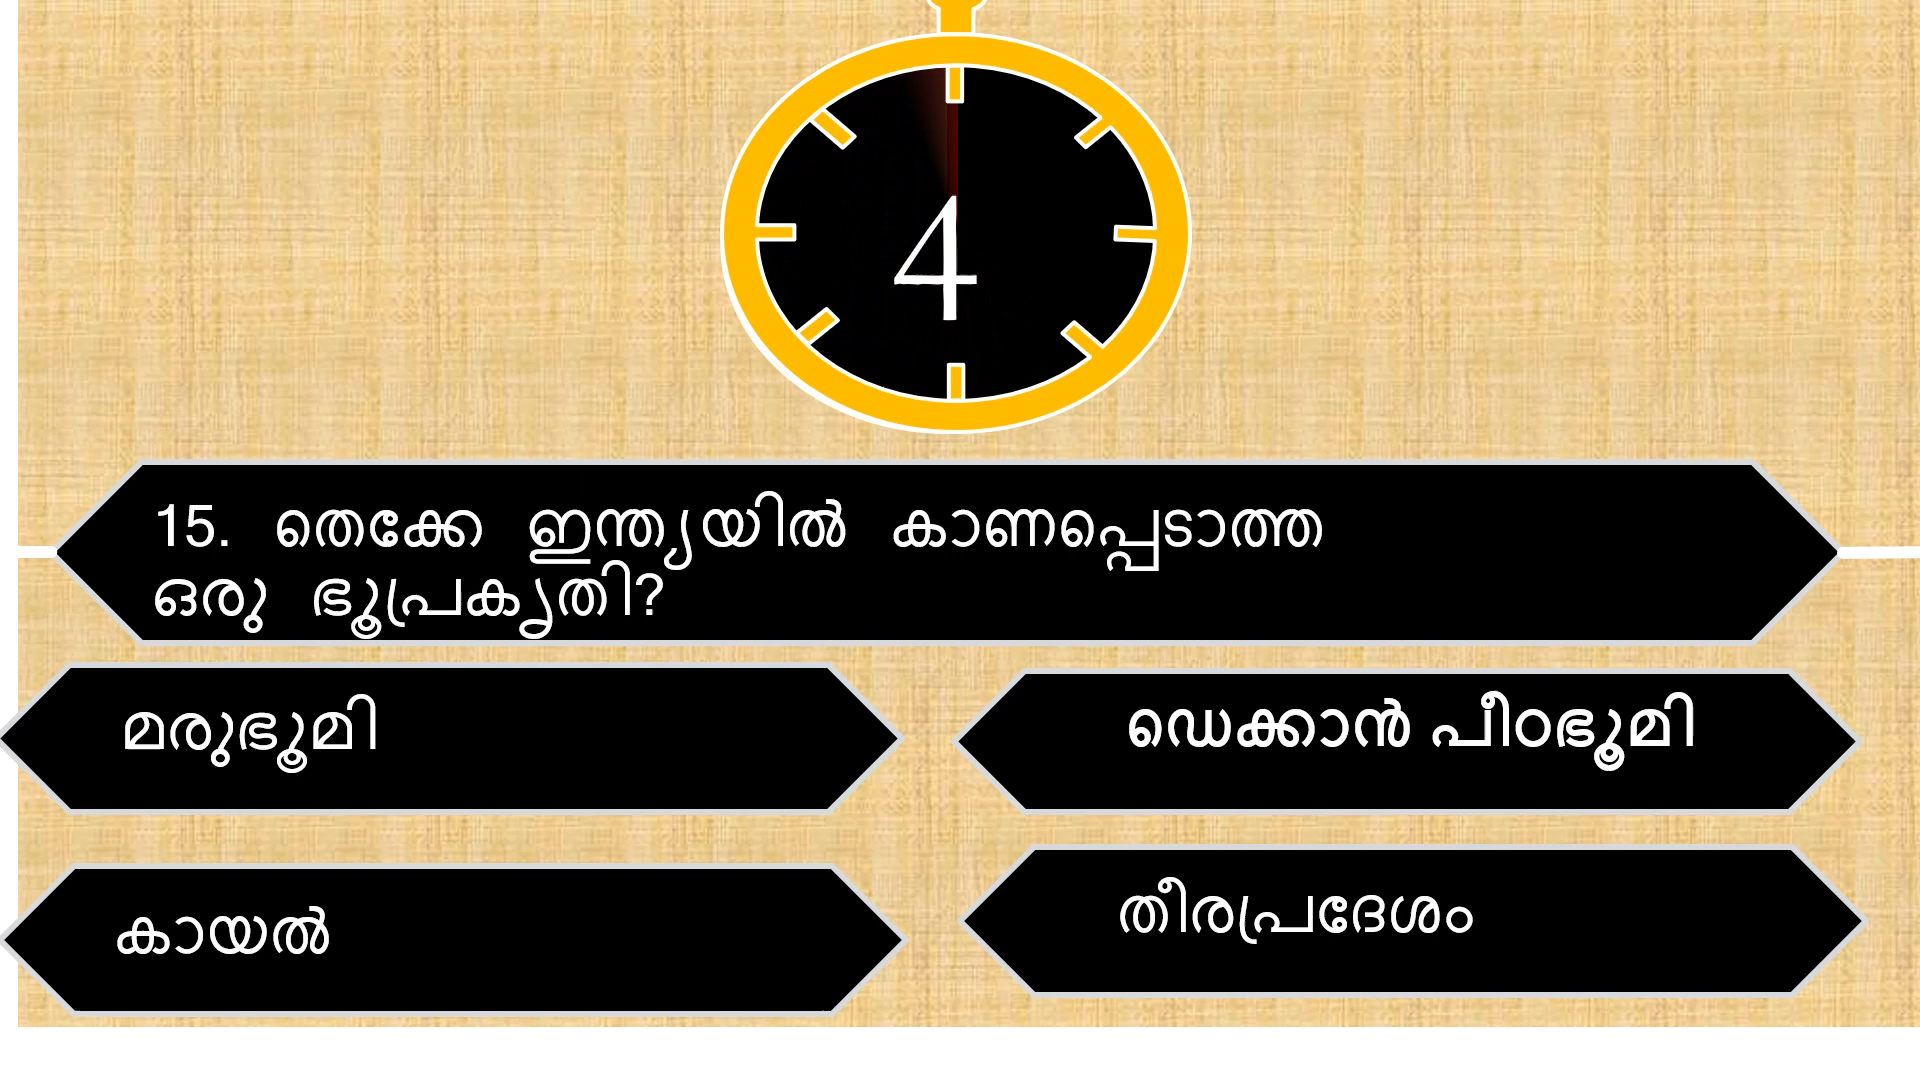 4
15. തെക്കേ ഇന്ത്യയിൽ കാണപ്പെടാത്ത
ഒരു ഭൂപ്രകൃതി?
മരുഭൂമി
ഡെക്കാൻ പീഠഭൂമി
കായൽ
തീരപ്രദേശം